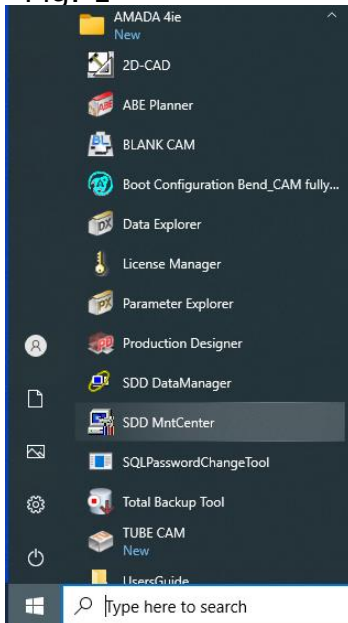 AMADA 4ie
New
2D-CAD
ABE Planner
BLANK CAM
Boot Configuration Bend_CAM fully...
Data Explorer
License Manager
Parameter Explorer
Production Designer
SDD DataManager
SDD MntCenter
SQLPasswordChangeTool
Total Backup Tool
TUBE CAM
New
UsersGuide
Type here to search